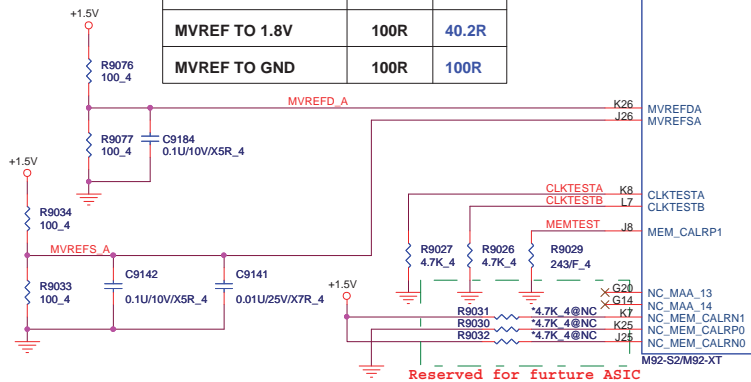 +1.5V
MVREF TO 1.8V 100R 40.2R
MVREF TO GND 100R 100R
R9076
100_4
MVREFD_A
K26 MVREFDA
J26 MVREFSA
R9077
100_4
C9184
0.1U/10V/X5R_4
+1.5V
R9034
100_4
MVREFS_A
CLKTESTA K8 CLKTESTA
CLKTESTB L7 CLKTESTB
MEMTEST J8 MEM_CALRP1
R9027
4.7K_4
R9026
4.7K_4
R9029
243/F_4
R9033
100_4
C9142
0.1U/10V/X5R_4
C9141
0.01U/25V/X7R_4
+1.5V
G20 NC_MAA_13
G14 NC_MAA_14
R9031 *4.7K_4@NC K7 NC_MEM_CALRN1
R9030 *4.7K_4@NC K25 NC_MEM_CALRP0
R9032 *4.7K_4@NC J25 NC_MEM_CALRN0
M92-S2/M92-XT
Reserved for furture ASIC